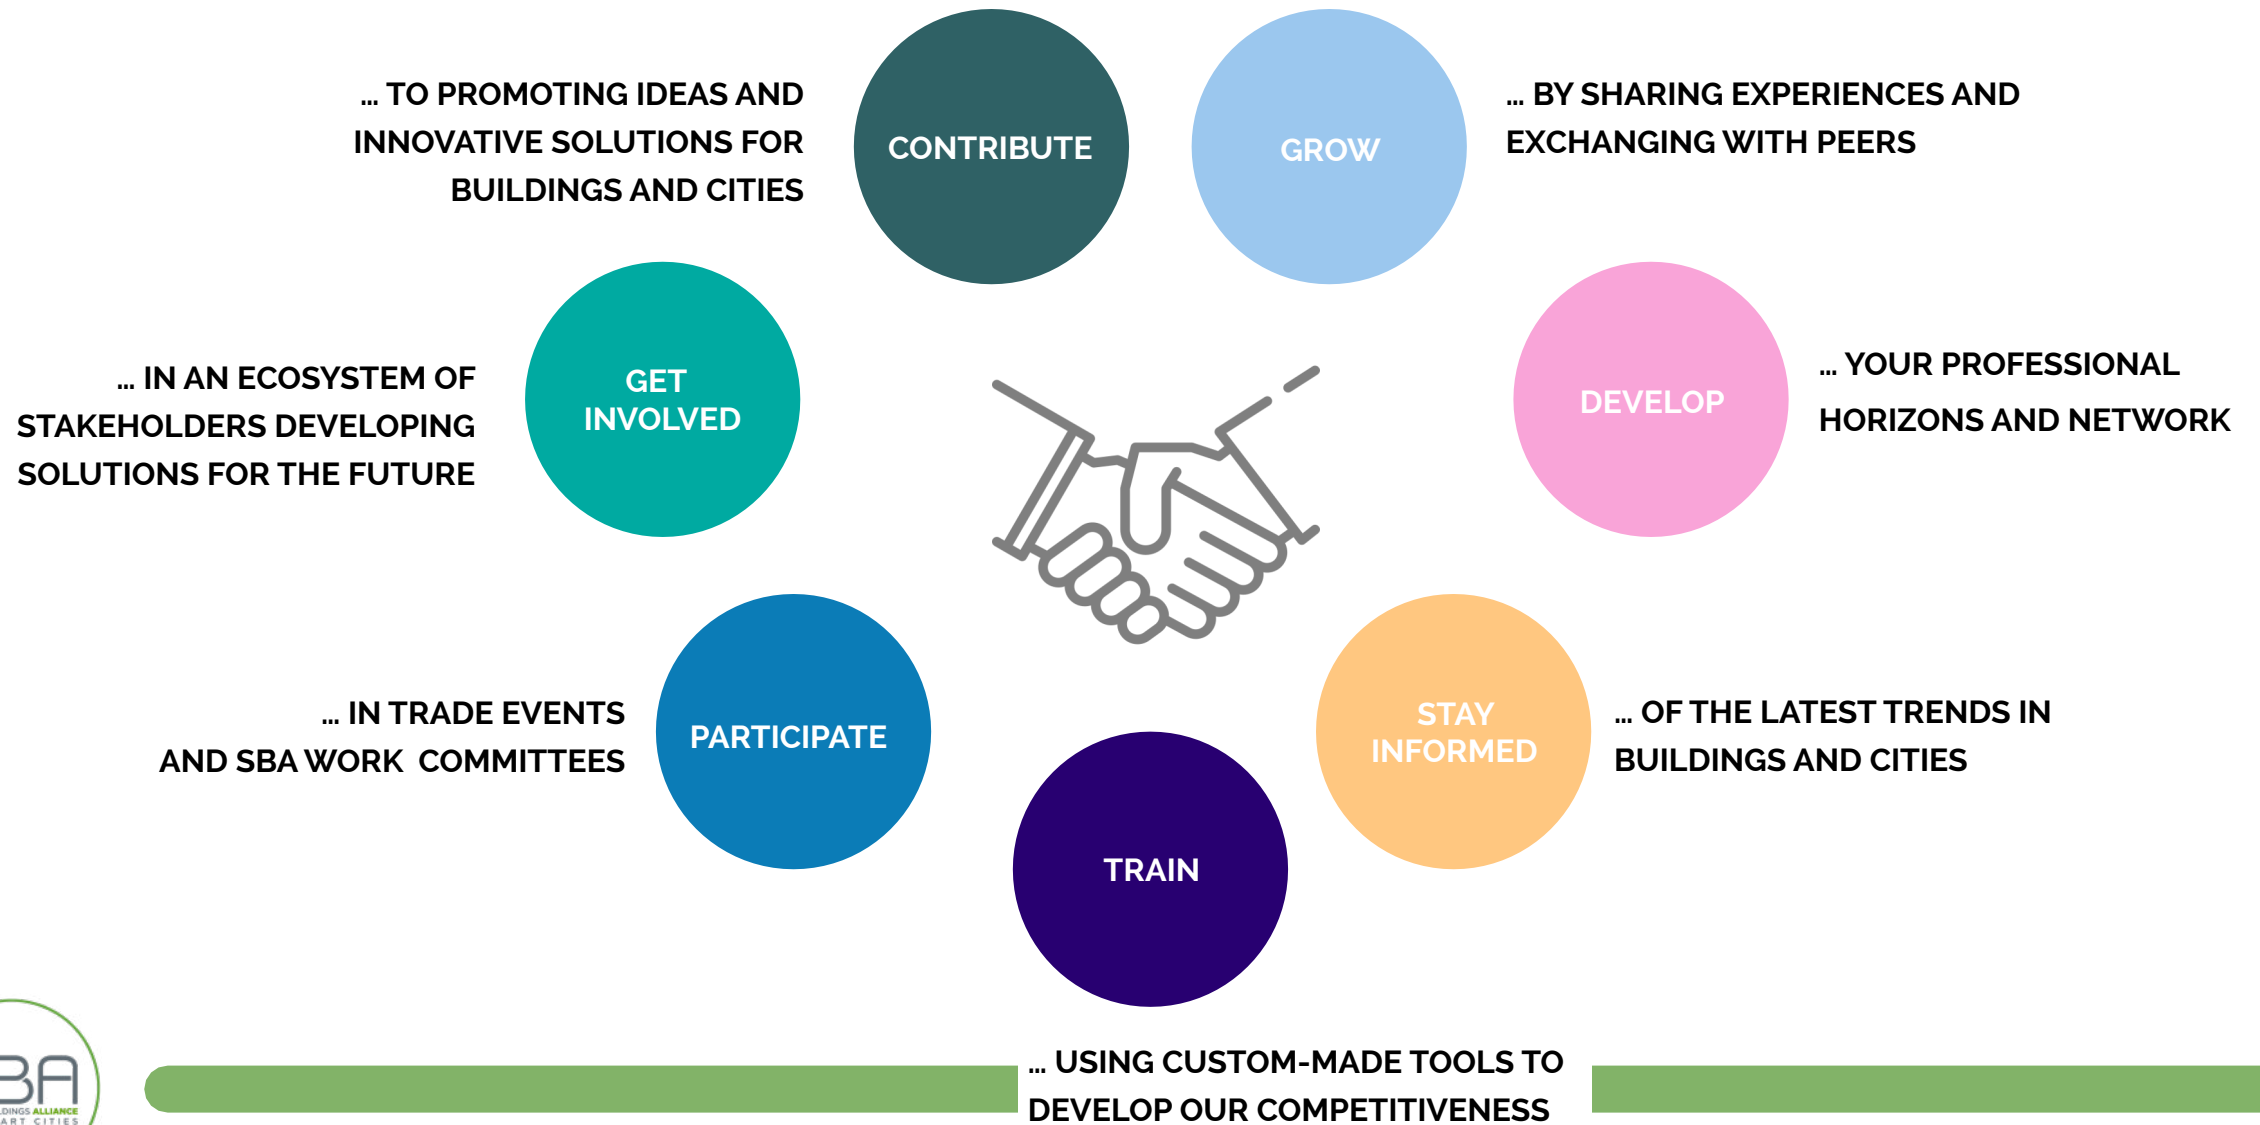 ... TO PROMOTING IDEAS AND
INNOVATIVE SOLUTIONS FOR
BUILDINGS AND CITIES
CONTRIBUTE
GROW
... BY SHARING EXPERIENCES AND
EXCHANGING WITH PEERS
... IN AN ECOSYSTEM OF
STAKEHOLDERS DEVELOPING
SOLUTIONS FOR THE FUTURE
GET
INVOLVED
DEVELOP
... YOUR PROFESSIONAL
HORIZONS AND NETWORK
... IN TRADE EVENTS
AND SBA WORK  COMMITTEES
PARTICIPATE
STAY
INFORMED
... OF THE LATEST TRENDS IN
BUILDINGS AND CITIES
TRAIN
... USING CUSTOM-MADE TOOLS TO
DEVELOP OUR COMPETITIVENESS
BA
ALLIANCE
CITIES